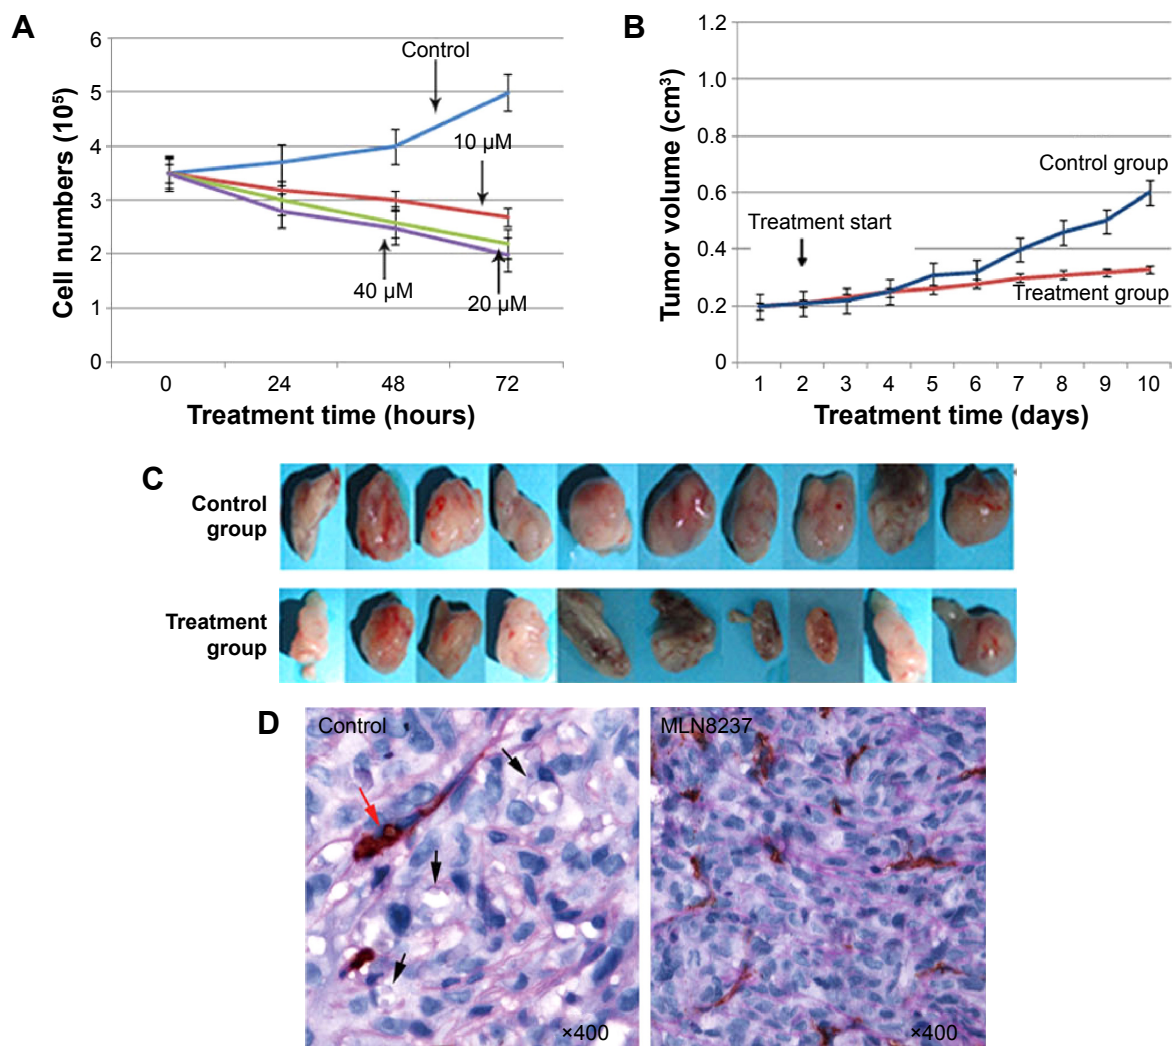 A
6
5
4
3
2
1
0
Cell numbers (10⁵)
Control
10 µM
40 µM
20 µM
0 24 48 72
Treatment time (hours)
B
1.2
1.0
0.8
0.6
0.4
0.2
0
Tumor volume (cm³)
Control group
Treatment start
Treatment group
1 2 3 4 5 6 7 8 9 10
Treatment time (days)
C
Control
group
Treatment
group
D
Control
×400
MLN8237
×400